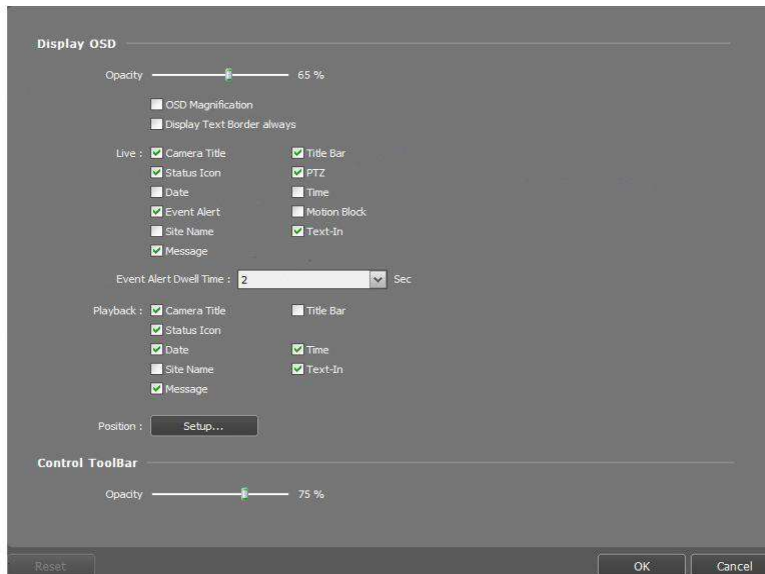 Display OSD
Opacity 65 %
OSD Magnification
Display Text Border always
Live : Camera Title Title Bar
Status Icon PTZ
Date Time
Event Alert Motion Block
Site Name Text-In
Message
Event Alert Dwell Time : 2 Sec
Playback : Camera Title Title Bar
Status Icon
Date Time
Site Name Text-In
Message
Position : Setup...
Control ToolBar
Opacity 75 %
Reset OK Cancel